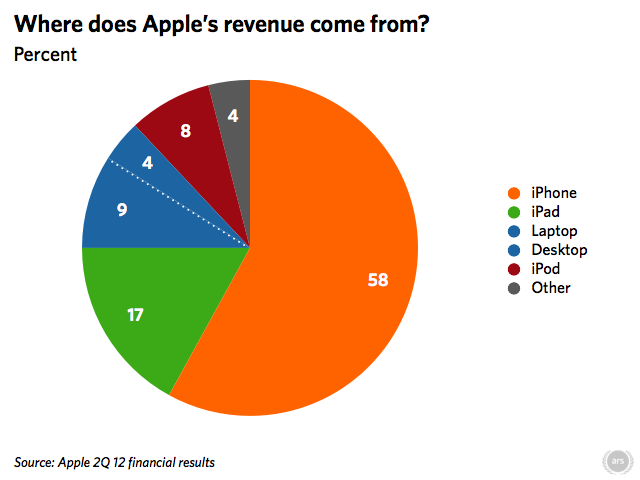 Where does Apple's revenue come from?
Percent
4
8
4
9
58
17
iPhone
iPad
Laptop
Desktop
iPod
Other
Source: Apple 2Q 12 financial results
ars